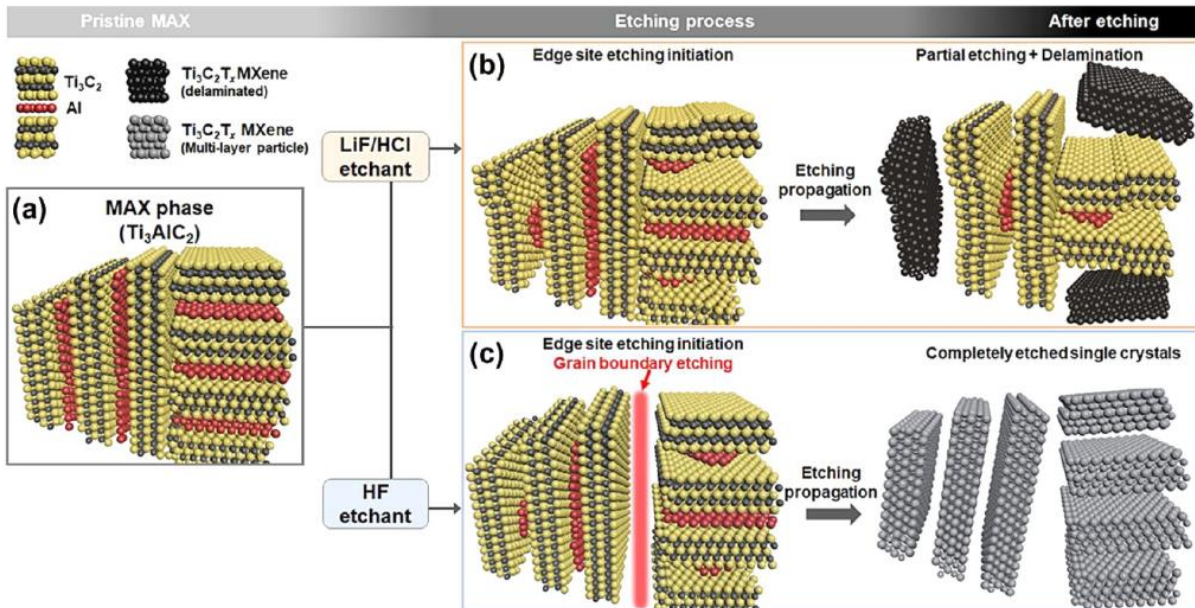 Pristine MAX
Etching process
After etching
Ti₃C₂
Al
Ti₃C₂Tₓ MXene
(delaminated)
Ti₃C₂Tₓ MXene
(Multi-layer particle)
(a)
MAX phase
(Ti₃AlC₂)
LiF/HCl
etchant
HF
etchant
(b)
Edge site etching initiation
Partial etching + Delamination
Etching
propagation
(c)
Edge site etching initiation
Grain boundary etching
Completely etched single crystals
Etching
propagation